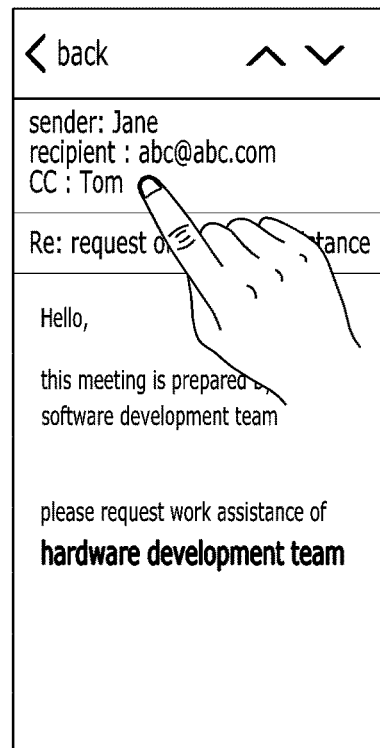 back
sender: Jane
recipient : abc@abc.com
CC : Tom
Re: request
Hello,
this meeting is prepared
software development team
please request work assistance of
hardware development team